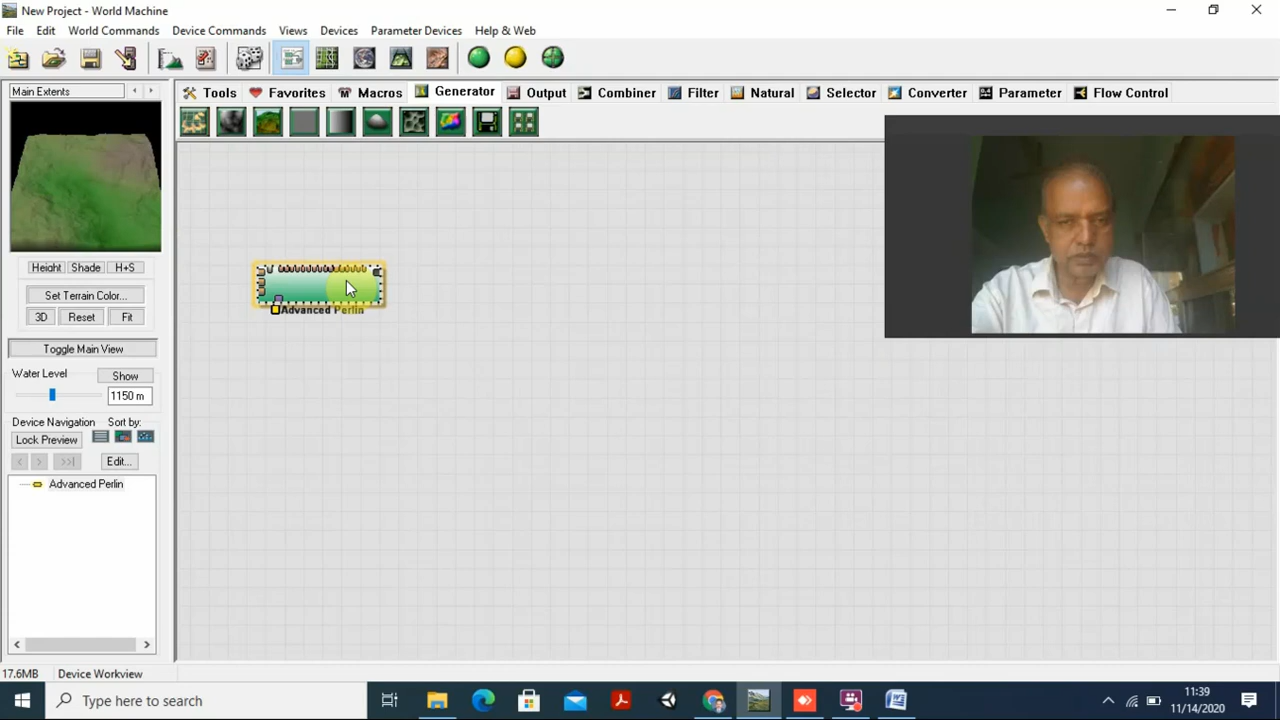 New Project - World Machine
File Edit World Commands Device Commands Views Devices Parameter Devices Help & Web
Main Extents
Tools Favorites Macros Generator Output Combiner Filter Natural Selector Converter Parameter Flow Control
Height Shade H+S
Set Terrain Color...
3D Reset Fit
Toggle Main View
Water Level Show
1150 m
Device Navigation Sort by:
Lock Preview
< > >>| Edit...
Advanced Perlin
Advanced Perlin
17.6MB Device Workview
Type here to search
11:39
11/14/2020